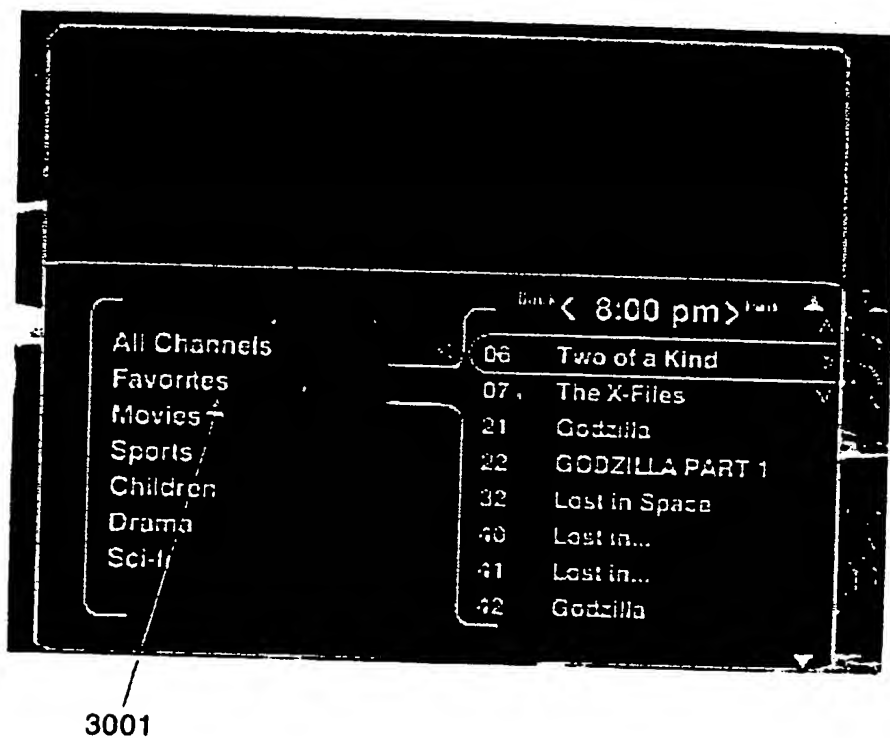 < 8:00 pm >
All Channels
Favorites
Movies
Sports
Children
Drama
Sci-fi
06 Two of a Kind
07 The X-Files
21 Godzilla
22 GODZILLA PART 1
32 Lost in Space
40 Lost in...
41 Lost in...
42 Godzilla
3001